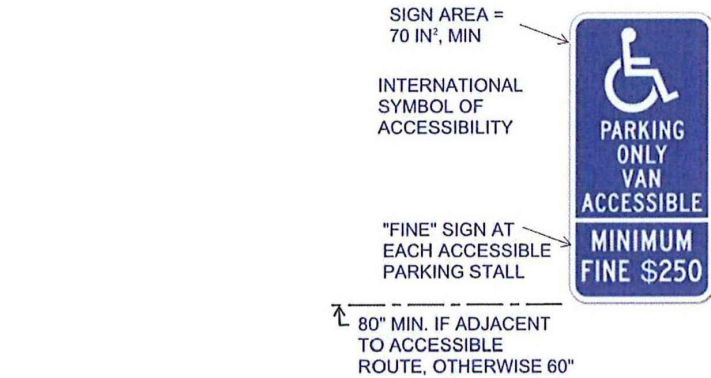 SIGN AREA =
70 IN², MIN
INTERNATIONAL
SYMBOL OF
ACCESSIBILITY
PARKING
ONLY
VAN
ACCESSIBLE
"FINE" SIGN AT
EACH ACCESSIBLE
PARKING STALL
MINIMUM
FINE $250
80" MIN. IF ADJACENT
TO ACCESSIBLE
ROUTE, OTHERWISE 60"